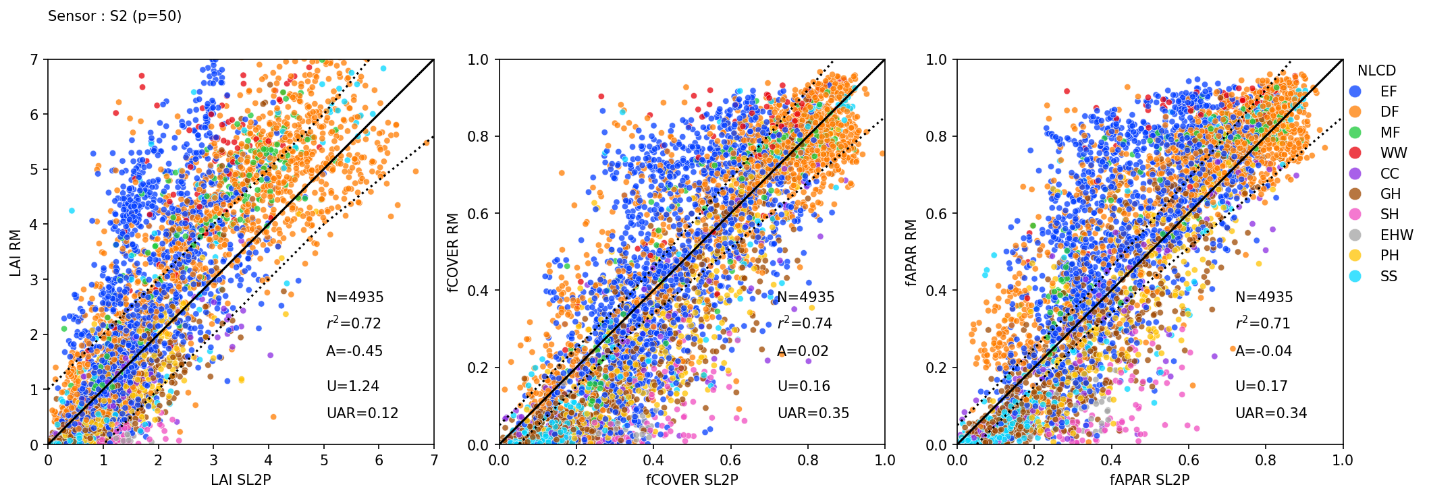 Sensor : S2 (p=50)
LAI RM
7
6
5
4
3
2
1
0
0 1 2 3 4 5 6 7
LAI SL2P
N=4935
r²=0.72
A=-0.45
U=1.24
UAR=0.12
fCOVER RM
1.0
0.8
0.6
0.4
0.2
0.0
0.0 0.2 0.4 0.6 0.8 1.0
fCOVER SL2P
N=4935
r²=0.74
A=0.02
U=0.16
UAR=0.35
fAPAR RM
1.0
0.8
0.6
0.4
0.2
0.0
0.0 0.2 0.4 0.6 0.8 1.0
fAPAR SL2P
N=4935
r²=0.71
A=-0.04
U=0.17
UAR=0.34
NLCD
EF
DF
MF
WW
CC
GH
SH
EHW
PH
SS